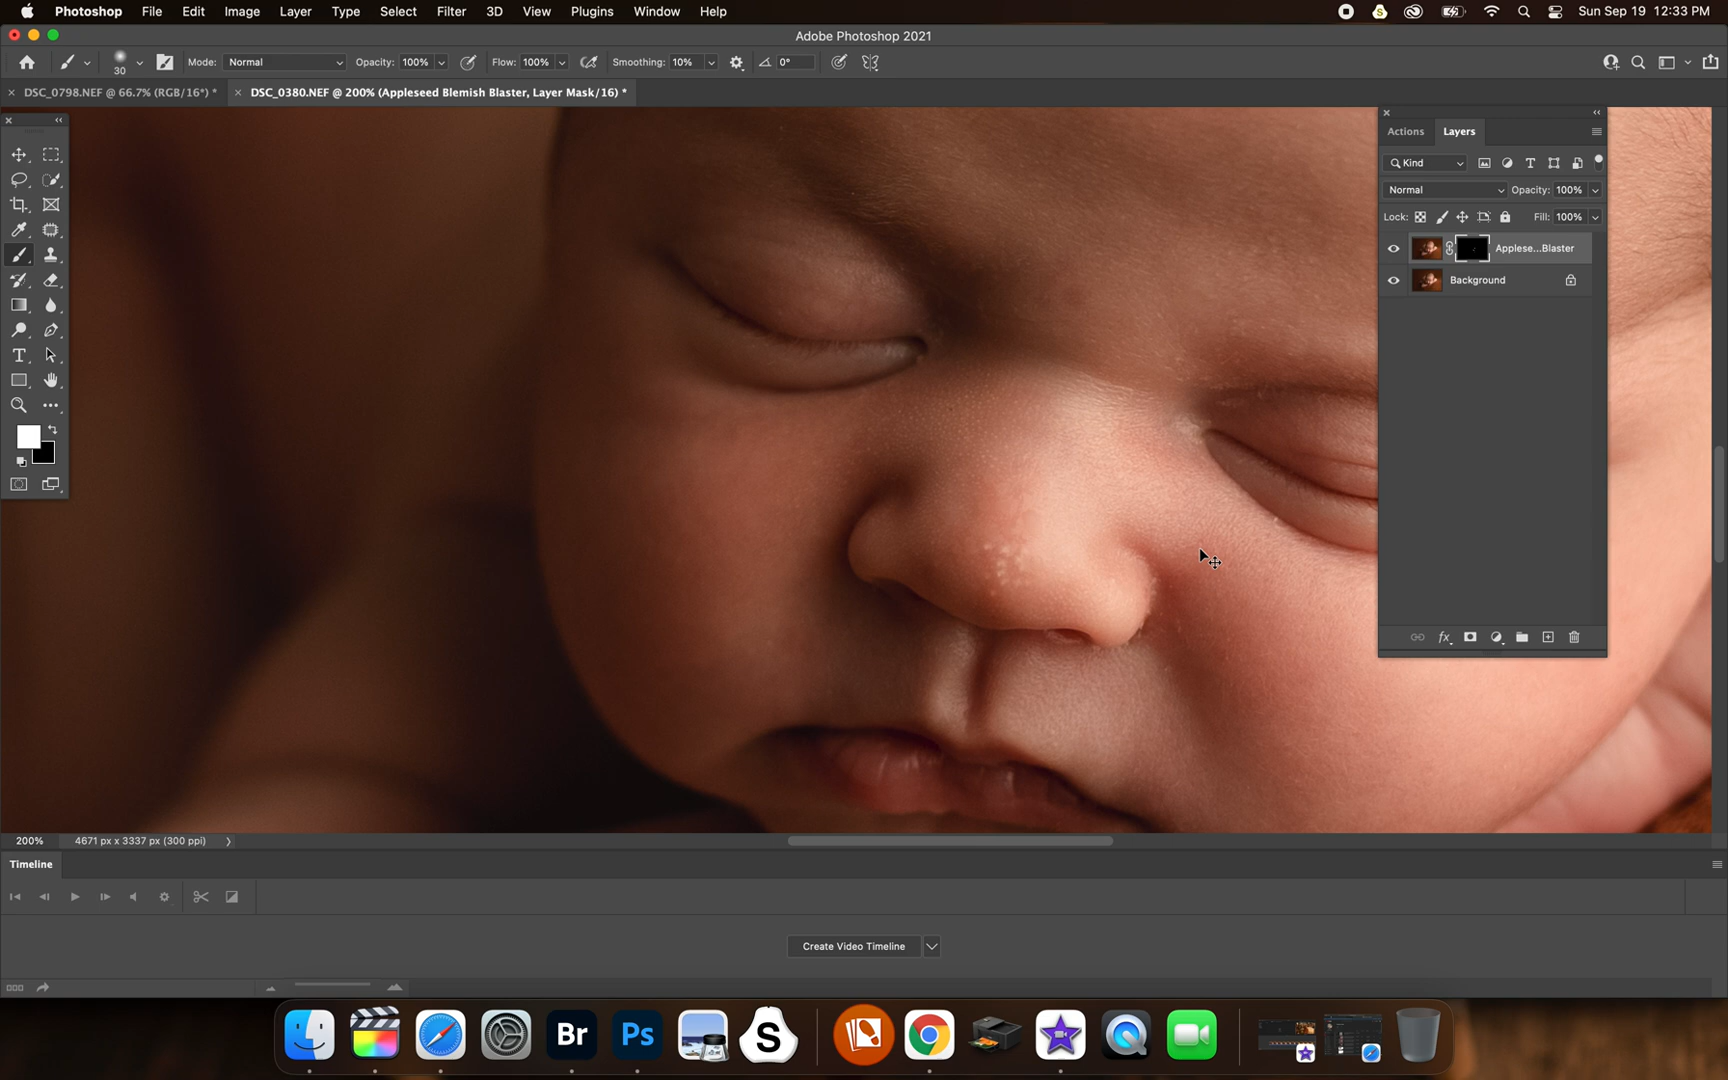 Photoshop File Edit Image Layer Type Select Filter 3D View Plugins Window Help Sun Sep 19 12:33 PM
Adobe Photoshop 2021
30 Mode: Normal Opacity: 100% Flow: 100% Smoothing: 10% 0°
DSC_0798.NEF @ 66.7% (RGB/16*) * DSC_0380.NEF @ 200% (Appleseed Blemish Blaster, Layer Mask/16) *
Actions Layers
Kind
Normal Opacity: 100%
Lock: Fill: 100%
Applese...Blaster
Background
fx
200% 4671 px x 3337 px (300 ppi)
Timeline
Create Video Timeline
Br Ps S